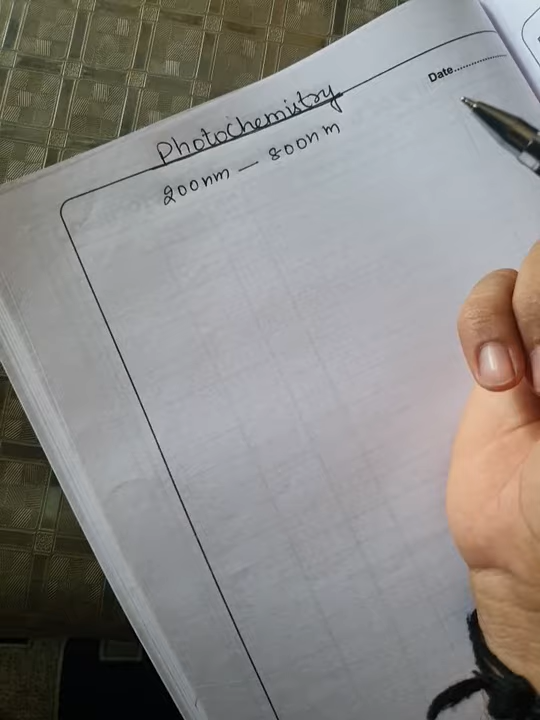 Date..................
Photochemistry
200nm — 800nm